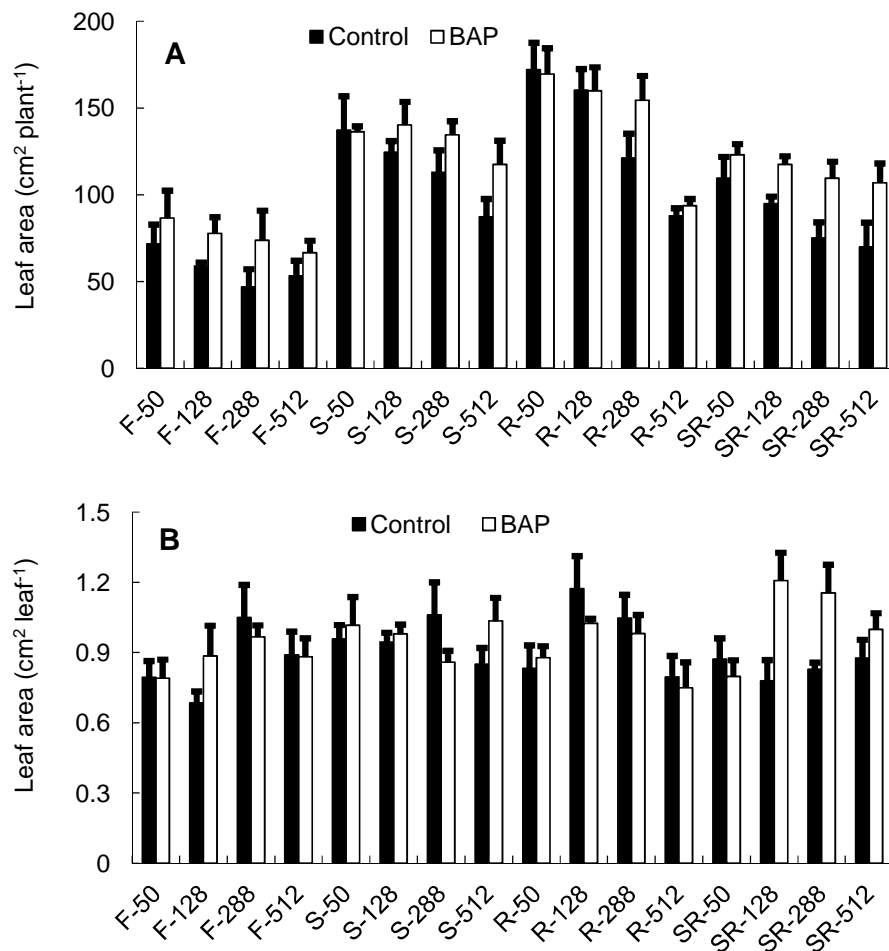 A
Control BAP
Leaf area (cm² plant⁻¹)
200
150
100
50
0
F-50 F-128 F-288 F-512 S-50 S-128 S-288 S-512 R-50 R-128 R-288 R-512 SR-50 SR-128 SR-288 SR-512
B
Control BAP
Leaf area (cm² leaf⁻¹)
1.5
1.2
0.9
0.6
0.3
0
F-50 F-128 F-288 F-512 S-50 S-128 S-288 S-512 R-50 R-128 R-288 R-512 SR-50 SR-128 SR-288 SR-512